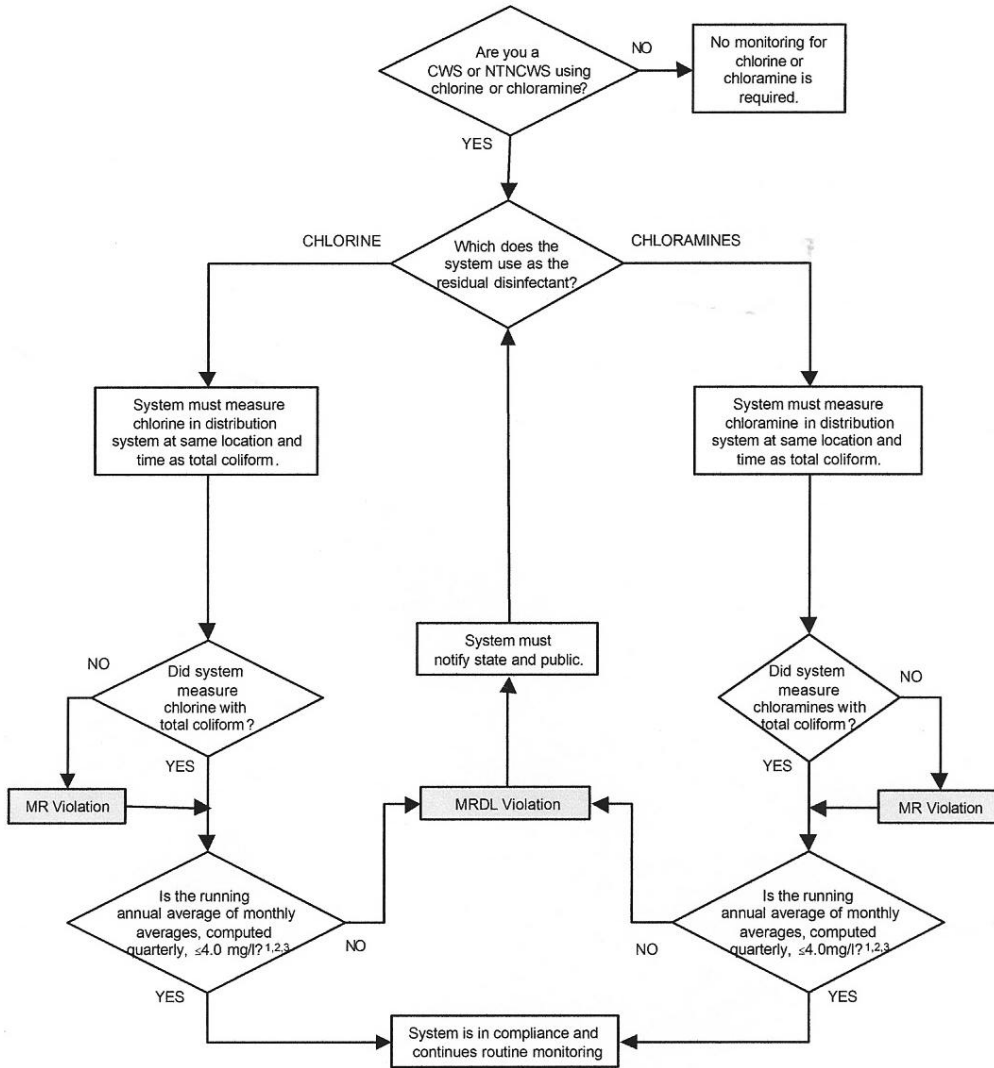 Are you a
CWS or NTNCWS using
chlorine or chloramine?
NO
No monitoring for
chlorine or
chloramine is
required.
YES
CHLORINE
Which does the
system use as the
residual disinfectant?
CHLORAMINES
System must measure
chlorine in distribution
system at same location and
time as total coliform.
System must measure
chloramine in distribution
system at same location and
time as total coliform.
System must
notify state and public.
NO
Did system
measure
chlorine with
total coliform?
YES
Did system
measure
chloramines with
total coliform?
NO
YES
MR Violation
MRDL Violation
MR Violation
Is the running
annual average of monthly
averages, computed
quarterly, ≤4.0 mg/l? 1,2,3
NO
YES
Is the running
annual average of monthly
averages, computed
quarterly, ≤4.0mg/l? 1,2,3
NO
YES
System is in compliance and
continues routine monitoring